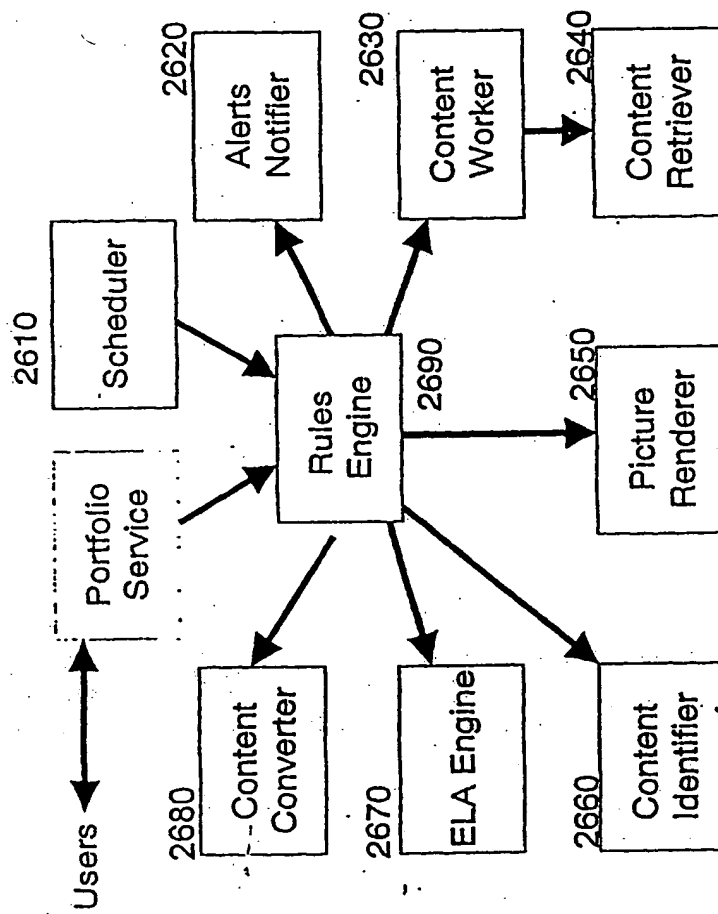 Users
Portfolio
Service
2610
Scheduler
2620
Alerts
Notifier
2680
Content
Converter
Rules
Engine
2690
2630
Content
Worker
2670
ELA Engine
2640
Content
Retriever
2660
Content
Identifier
2650
Picture
Renderer